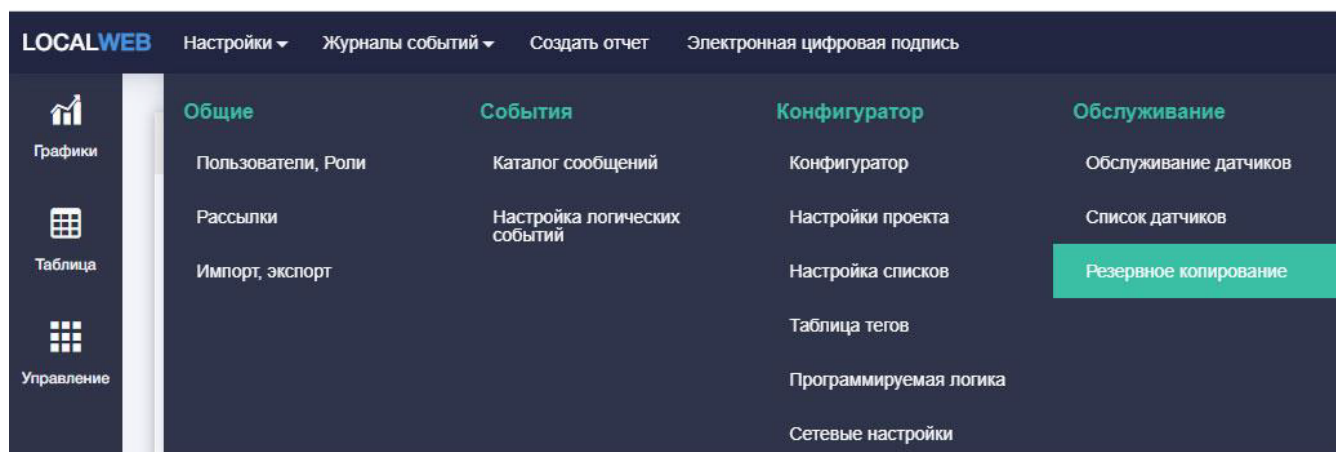 LOCALWEB Настройки Журналы событий Создать отчет Электронная цифровая подпись
Графики
Таблица
Управление
Общие
Пользователи, Роли
Рассылки
Импорт, экспорт
События
Каталог сообщений
Настройка логических
событий
Конфигуратор
Конфигуратор
Настройки проекта
Настройка списков
Таблица тегов
Программируемая логика
Сетевые настройки
Обслуживание
Обслуживание датчиков
Список датчиков
Резервное копирование